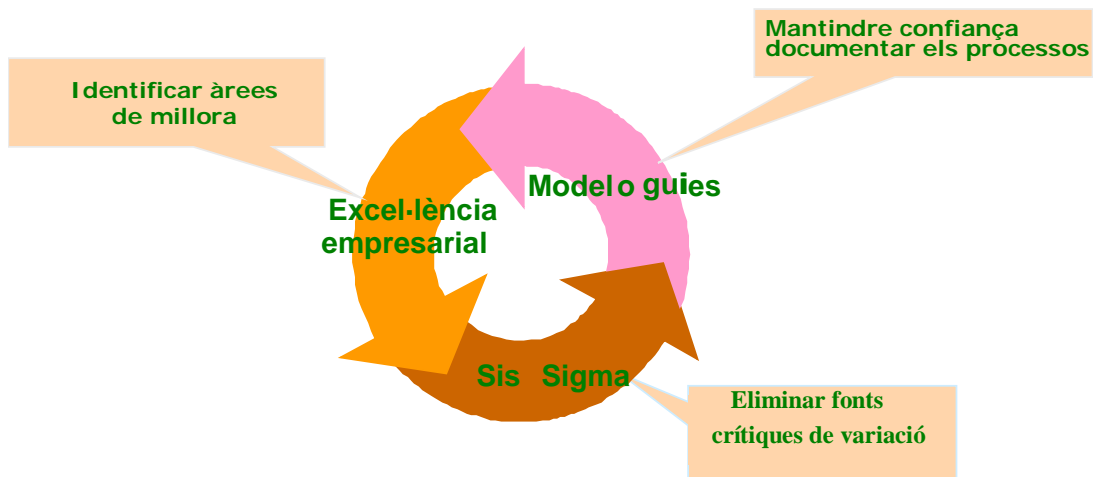 Mantindre confiança
documentar els processos
Identificar àrees
de millora
Model o guies
Excel·lència
empresarial
Sis Sigma
Eliminar fonts
crítiques de variació